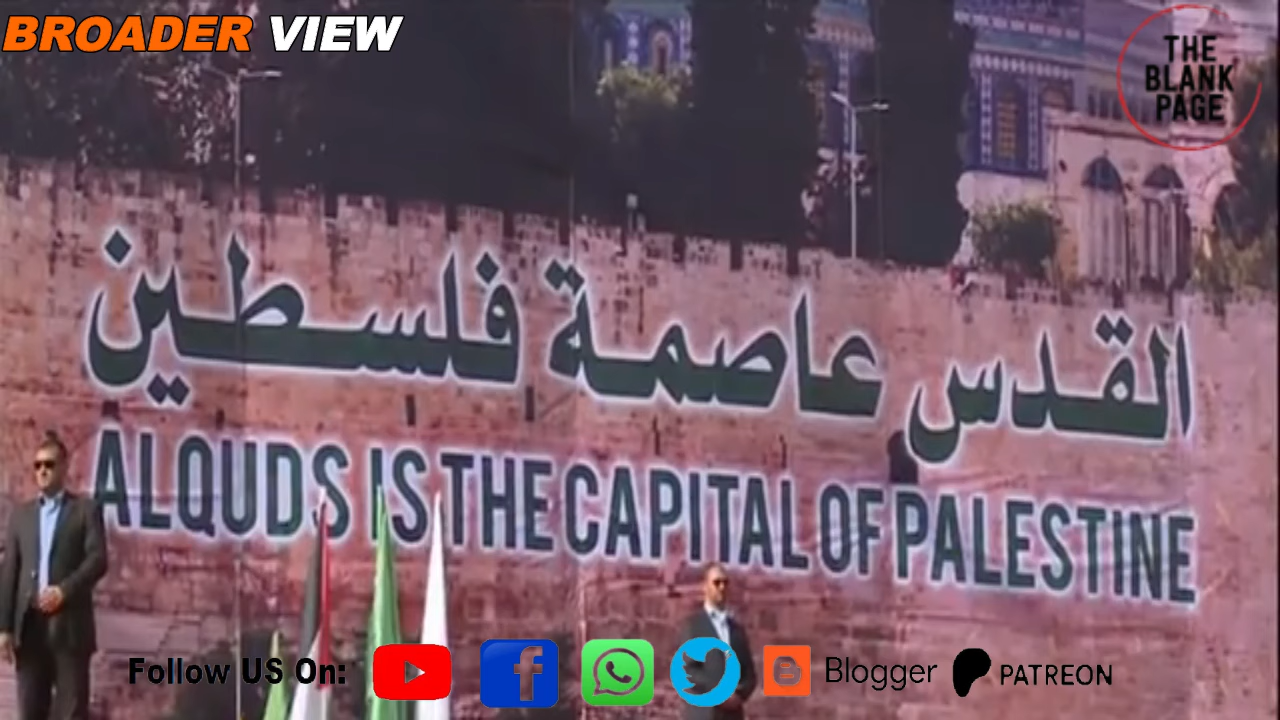 BROADER VIEW
THE
BLANK
PAGE
القدس عاصمة فلسطين
ALQUDS IS THE CAPITAL OF PALESTINE
Follow US On:
Blogger
PATREON